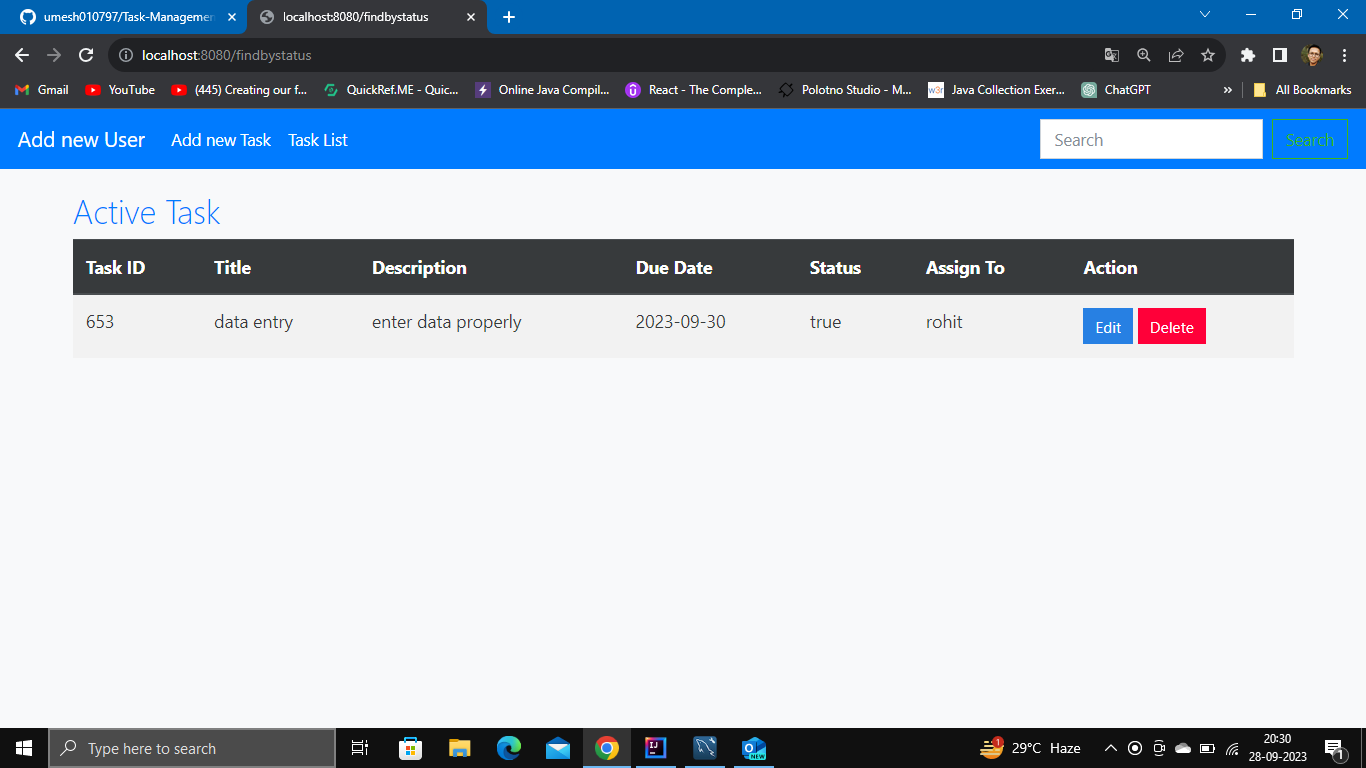 umesh010797/Task-Managemen
localhost:8080/findbystatus
localhost:8080/findbystatus
Gmail YouTube (445) Creating our f... QuickRef.ME - Quic... Online Java Compil... React - The Comple... Polotno Studio - M... w3r Java Collection Exer... ChatGPT » All Bookmarks
Add new User Add new Task Task List Search Search
Active Task
Task ID Title Description Due Date Status Assign To Action
653 data entry enter data properly 2023-09-30 true rohit Edit Delete
Type here to search 1 29°C Haze 20:30
28-09-2023 1